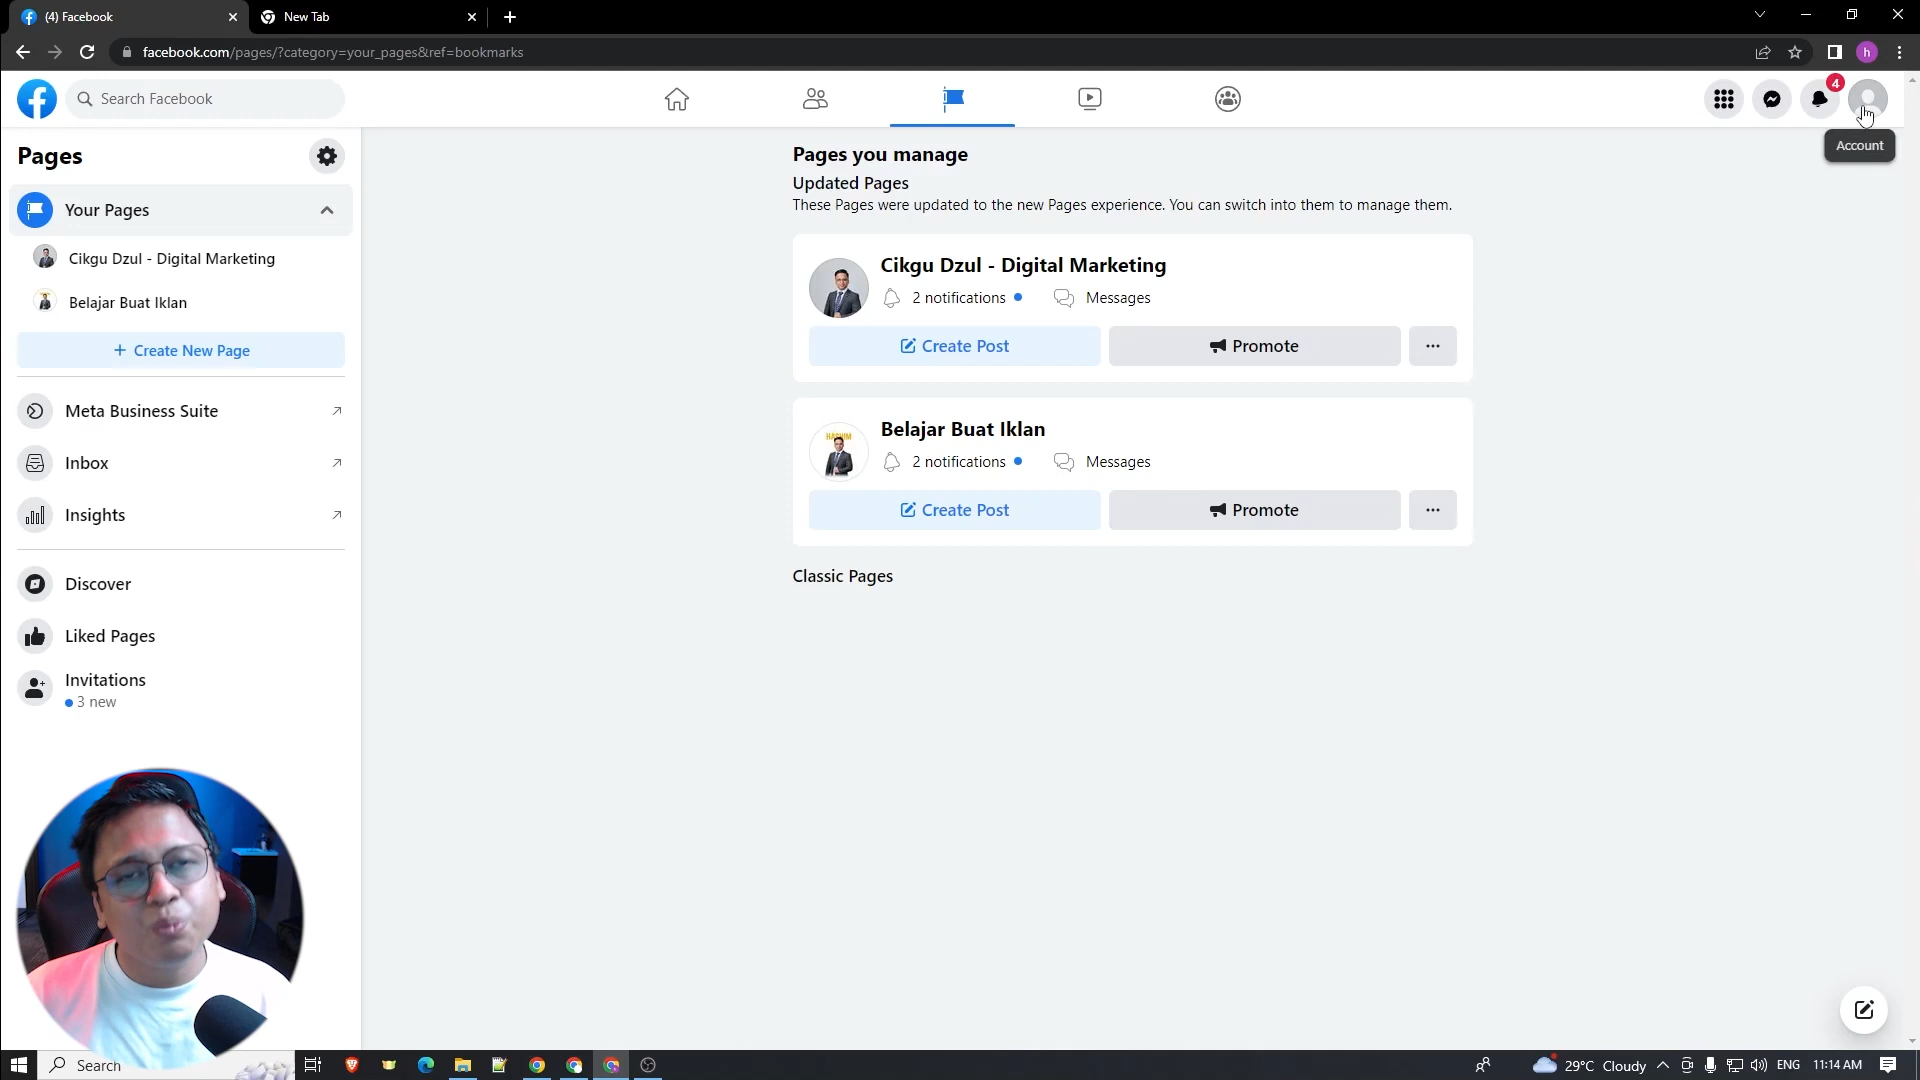 (4) Facebook
New Tab
facebook.com/pages/?category=your_pages&ref=bookmarks
h
Search Facebook
4
Account
Pages
Your Pages
Cikgu Dzul - Digital Marketing
Belajar Buat Iklan
+ Create New Page
Meta Business Suite
Inbox
Insights
Discover
Liked Pages
Invitations
3 new
Pages you manage
Updated Pages
These Pages were updated to the new Pages experience. You can switch into them to manage them.
Cikgu Dzul - Digital Marketing
2 notifications
Messages
Create Post
Promote
Belajar Buat Iklan
2 notifications
Messages
Create Post
Promote
Classic Pages
Search
29°C Cloudy
ENG
11:14 AM